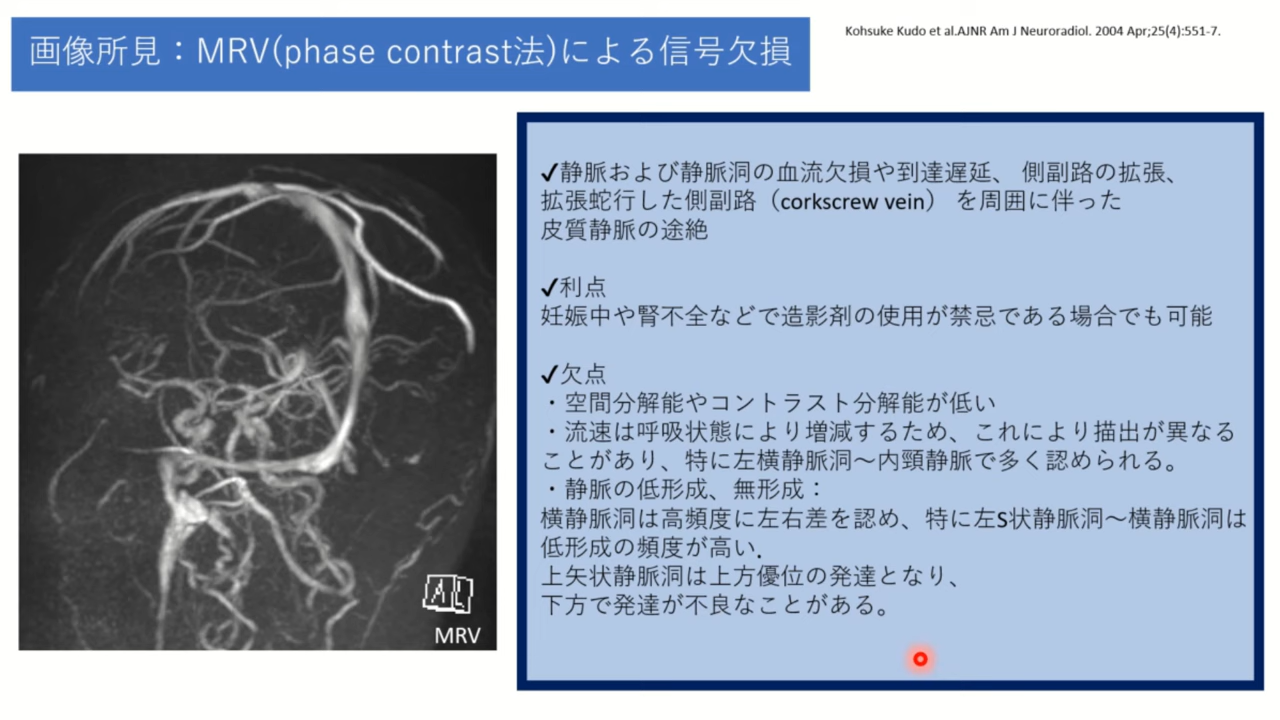 画像所見：MRV(phase contrast法)による信号欠損
Kohsuke Kudo et al.AJNR Am J Neuroradiol. 2004 Apr;25(4):551-7.
✓静脈および静脈洞の血流欠損や到達遅延、 側副路の拡張、
拡張蛇行した側副路（corkscrew vein） を周囲に伴った
皮質静脈の途絶
✓利点
妊娠中や腎不全などで造影剤の使用が禁忌である場合でも可能
✓欠点
・空間分解能やコントラスト分解能が低い
・流速は呼吸状態により増減するため、これにより描出が異なる
ことがあり、特に左横静脈洞～内頸静脈で多く認められる。
・静脈の低形成、無形成：
横静脈洞は高頻度に左右差を認め、特に左S状静脈洞～横静脈洞は
低形成の頻度が高い.
上矢状静脈洞は上方優位の発達となり、
下方で発達が不良なことがある。
MRV